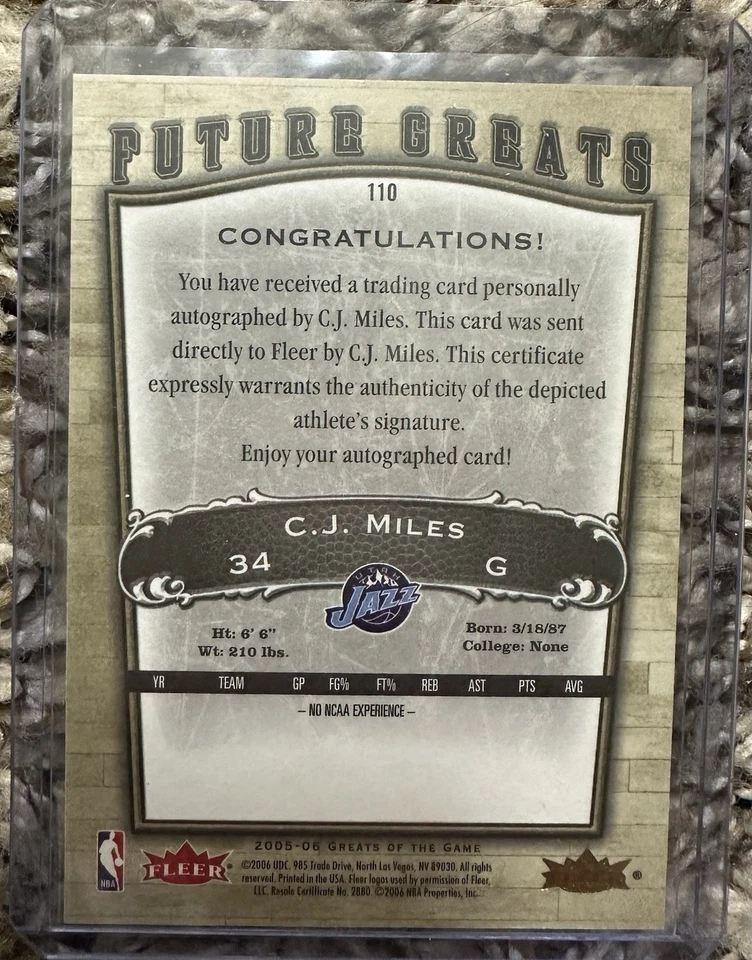 FUTURE GREATS
110
CONGRATULATIONS!
You have received a trading card personally
autographed by C.J. Miles. This card was sent
directly to Fleer by C.J. Miles. This certificate
expressly warrants the authenticity of the depicted
athlete's signature.
Enjoy your autographed card!
C.J. MILES
34 G
UTAH
JAZZ
Ht: 6' 6" Born: 3/18/87
Wt: 210 lbs. College: None
YR TEAM GP FG% FT% REB AST PTS AVG
– NO NCAA EXPERIENCE –
2005-06 GREATS OF THE GAME
©2006 UDC. 985 Trade Drive, North Las Vegas, NV 89030. All rights
reserved. Printed in the USA. Fleer logos used by permission of Fleer,
LLC. Resale Certificate No. 2880. ©2006 NBA Properties, Inc.
NBA
FLEER®
®